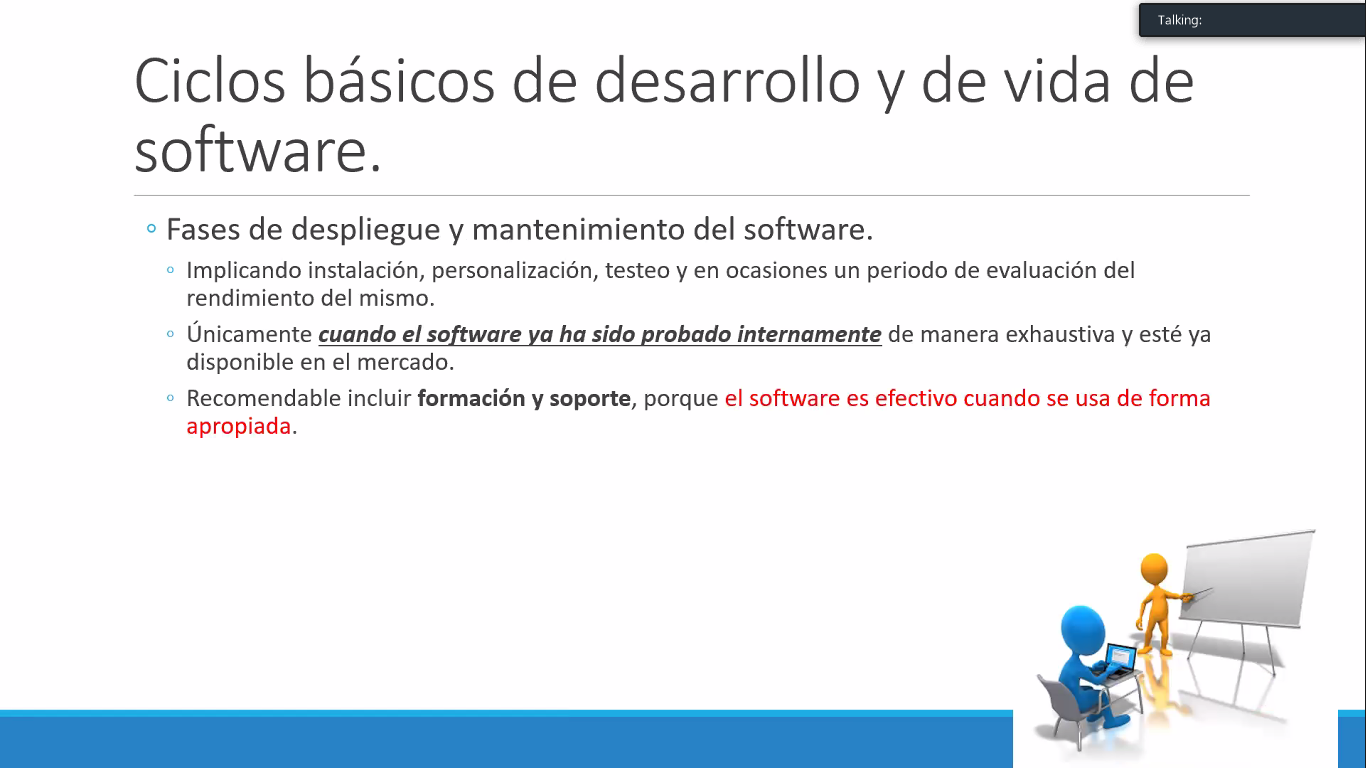 Talking:
Ciclos básicos de desarrollo y de vida de
software.
Fases de despliegue y mantenimiento del software.
Implicando instalación, personalización, testeo y en ocasiones un periodo de evaluación del
rendimiento del mismo.
Únicamente cuando el software ya ha sido probado internamente de manera exhaustiva y esté ya
disponible en el mercado.
Recomendable incluir formación y soporte, porque el software es efectivo cuando se usa de forma
apropiada.